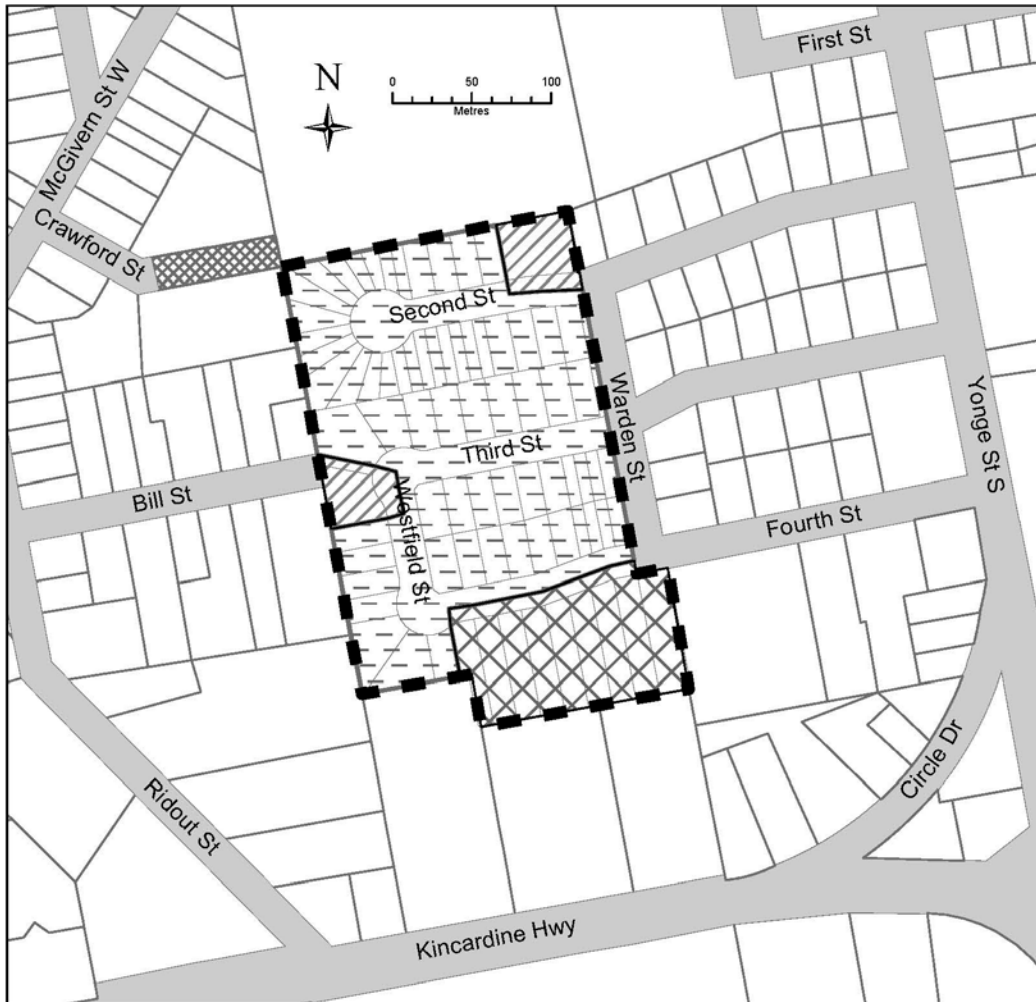 First St
N
0 50 100
Metres
McGivern St W
Crawford St
Second St
Warden St
Yonge St S
Third St
Bill St
Westfield St
Fourth St
Circle Dr
Ridout St
Kincardine Hwy